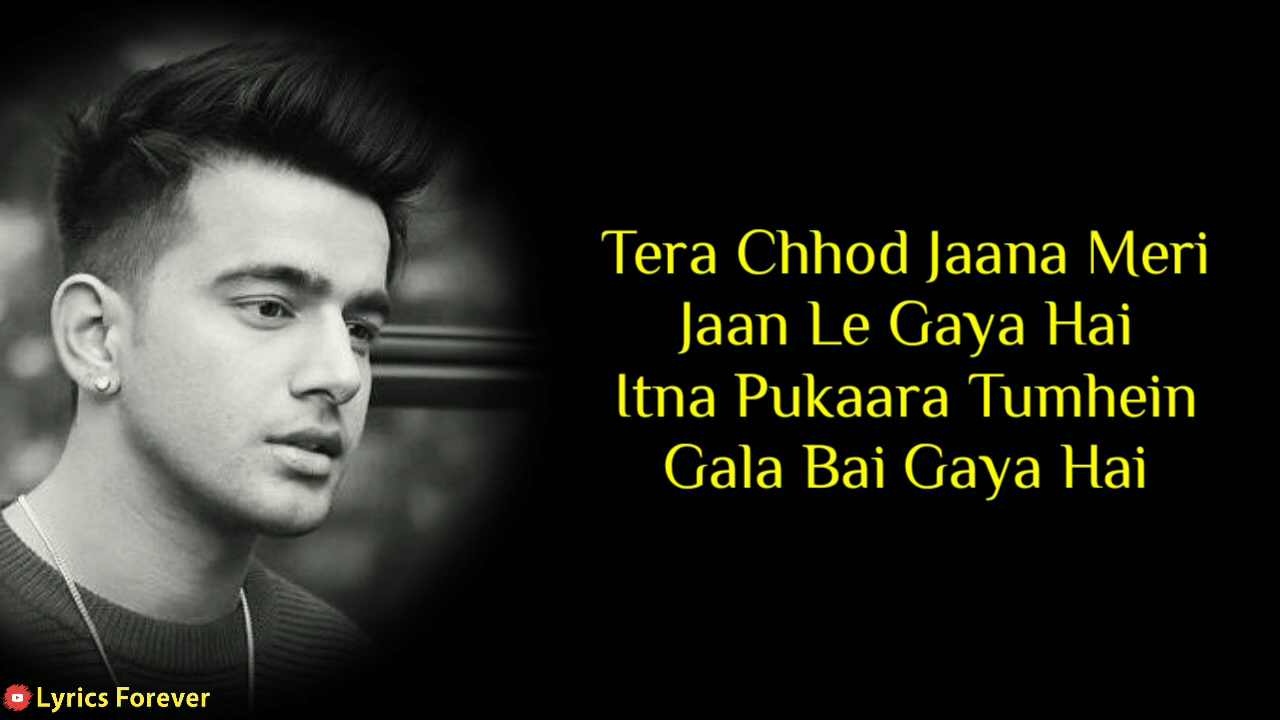 Tera Chhod Jaana Meri
Jaan Le Gaya Hai
Itna Pukaara Tumhein
Gala Bai Gaya Hai
Lyrics Forever